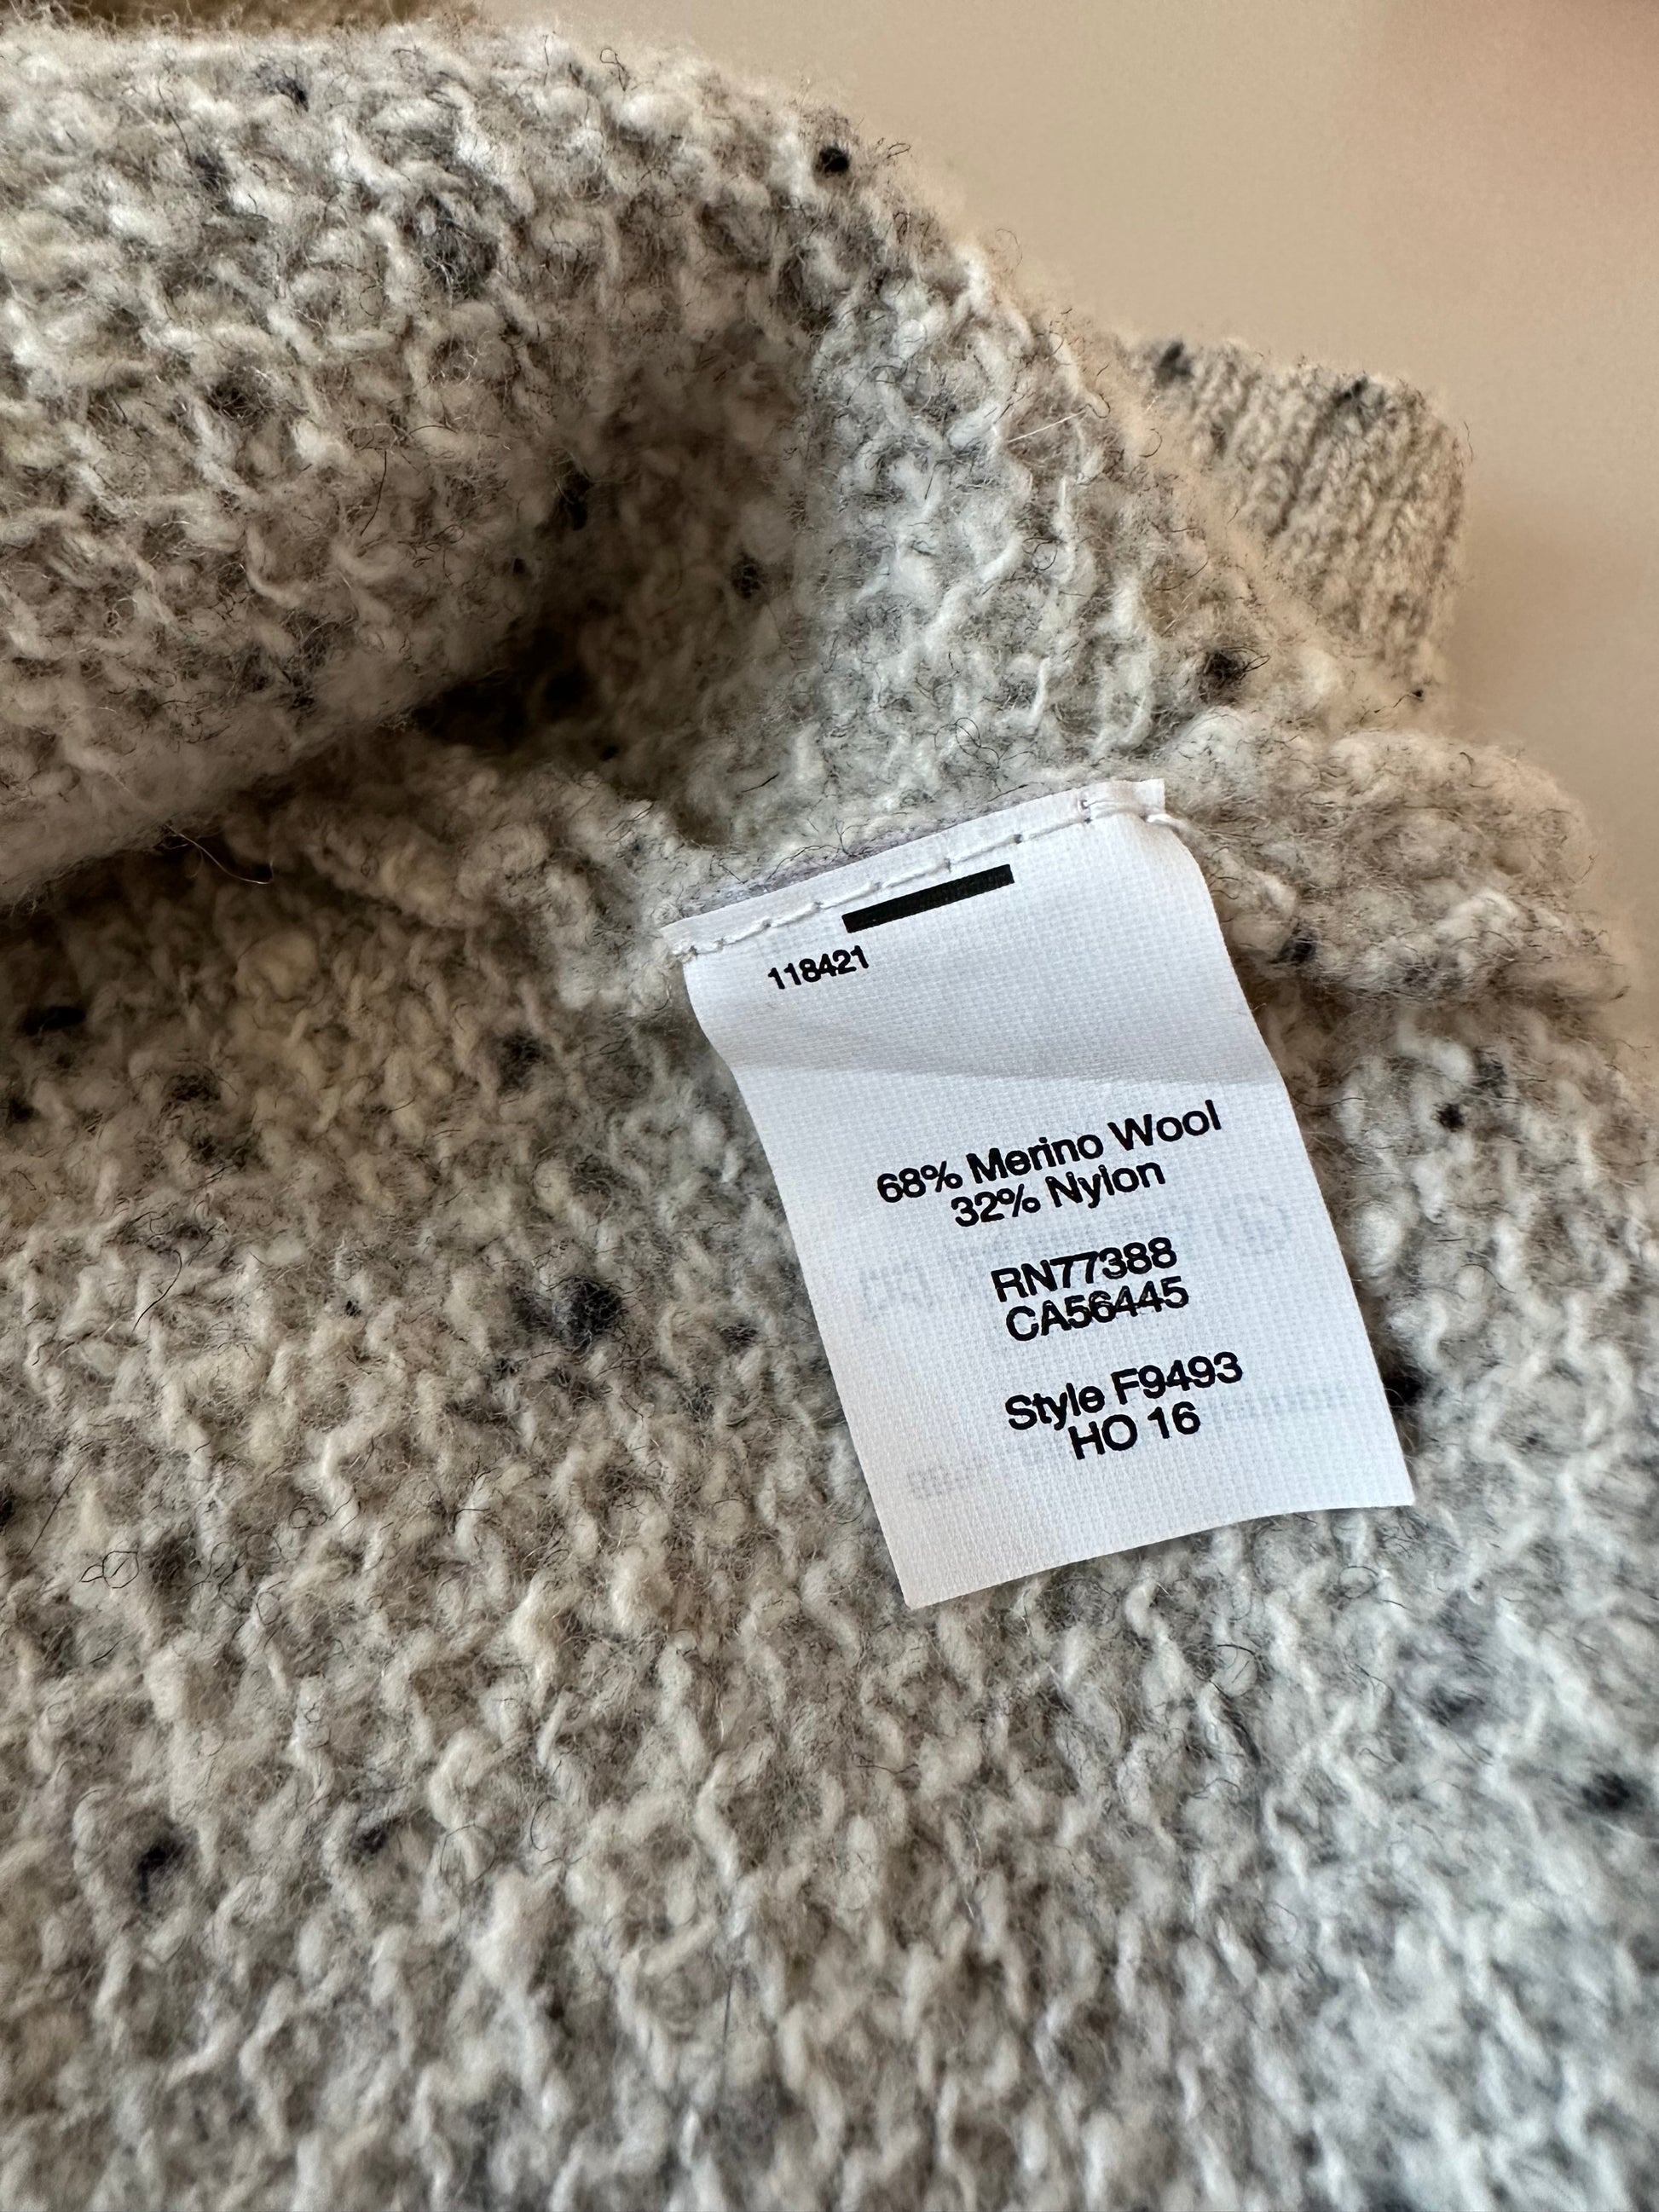 118421
68% Merino Wool
32% Nylon
RN77388
CA56445
Style F9493
HO 16